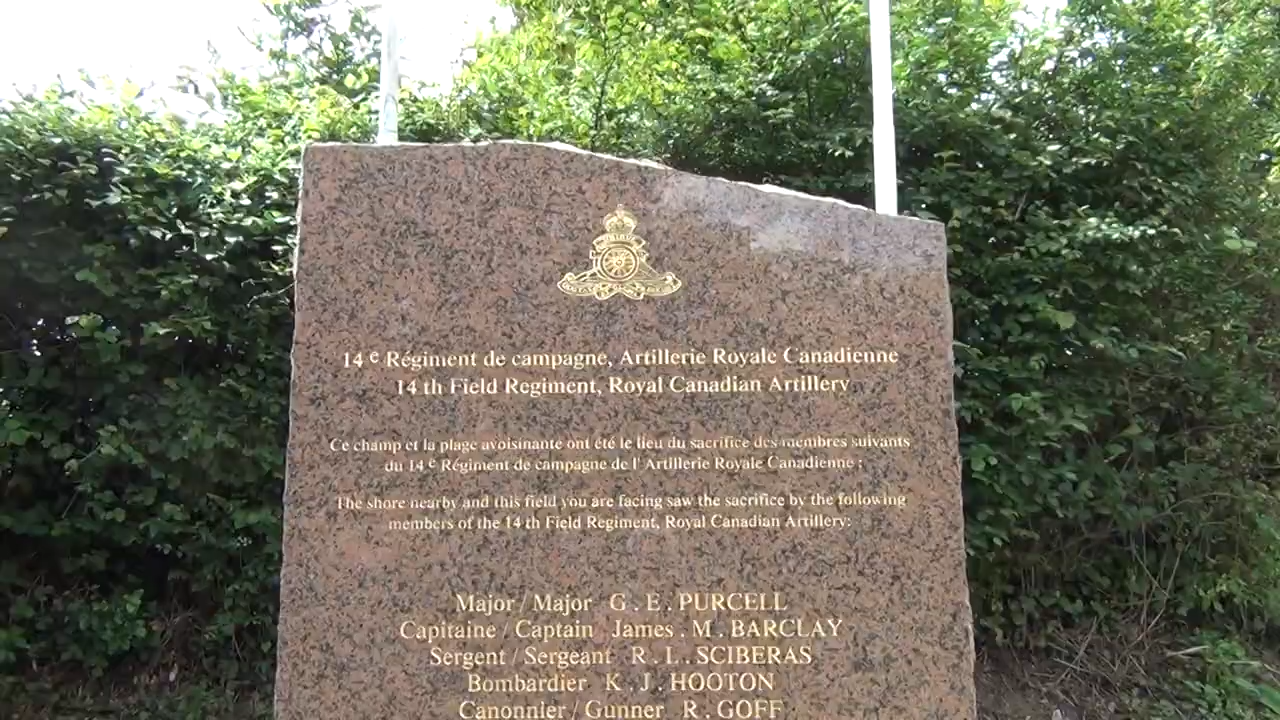 UBIQUE
14 e Régiment de campagne, Artillerie Royale Canadienne
14 th Field Regiment, Royal Canadian Artillery
Ce champ et la plage avoisinante ont été le lieu du sacrifice des membres suivants
du 14 e Régiment de campagne de l' Artillerie Royale Canadienne :
The shore nearby and this field you are facing saw the sacrifice by the following
members of the 14 th Field Regiment, Royal Canadian Artillery:
Major / Major G . E . PURCELL
Capitaine / Captain James . M . BARCLAY
Sergent / Sergeant R . L . SCIBERAS
Bombardier K . J . HOOTON
Canonnier / Gunner R . GOFF